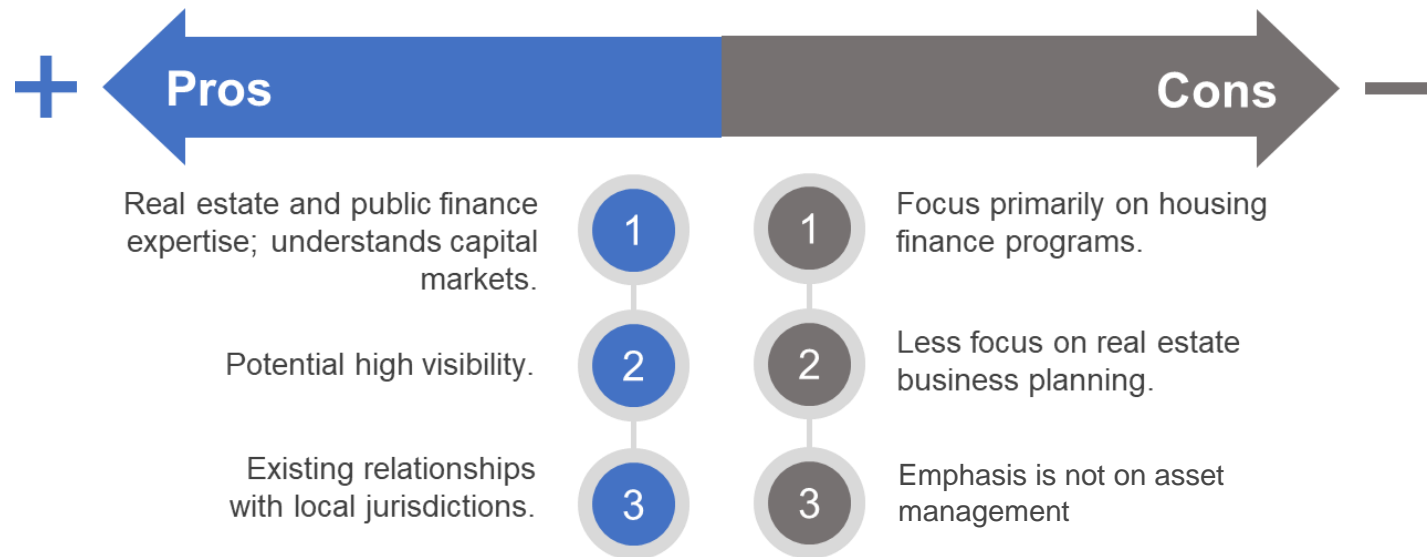 + Pros Cons −
Real estate and public finance
expertise; understands capital
markets.
1
1
Focus primarily on housing
finance programs.
Potential high visibility.
2
2
Less focus on real estate
business planning.
Existing relationships
with local jurisdictions.
3
3
Emphasis is not on asset
management